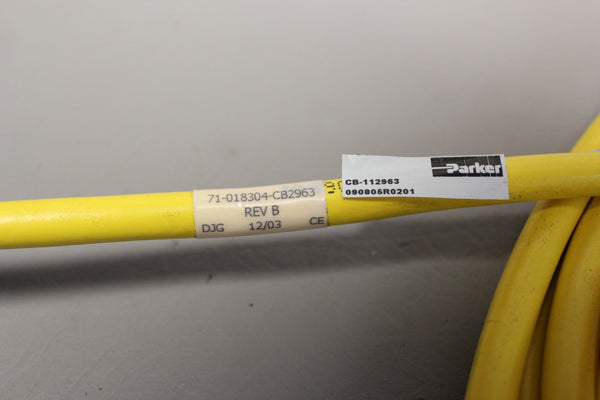 71-018304-CB2963
REV B
DJG 12/03 CE
Parker
CB-112963
090805R0201